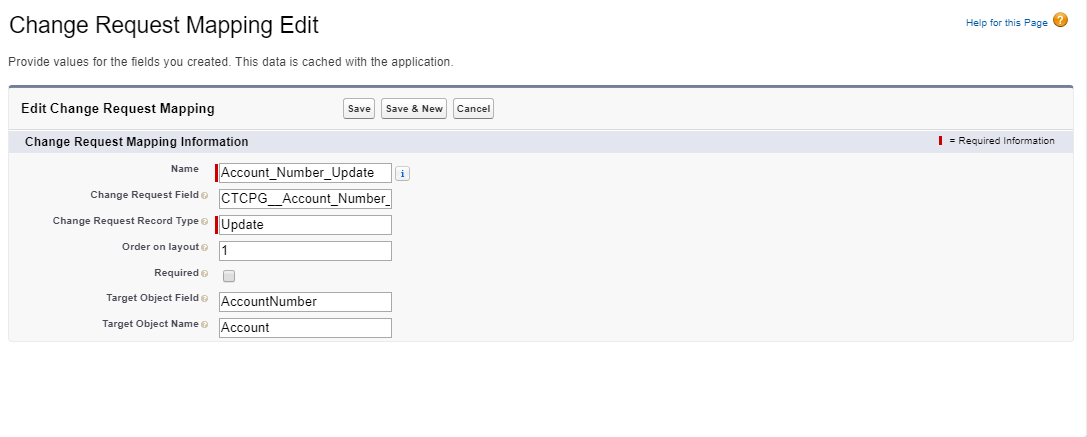 Change Request Mapping Edit
Help for this Page ?
Provide values for the fields you created. This data is cached with the application.
Edit Change Request Mapping Save Save & New Cancel
Change Request Mapping Information = Required Information
Name Account_Number_Update i
Change Request Field CTCPG__Account_Number_
Change Request Record Type Update
Order on layout 1
Required
Target Object Field AccountNumber
Target Object Name Account